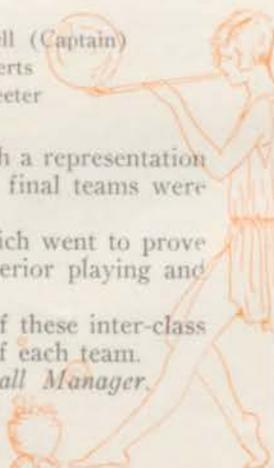 ll (Captain)
erts
eeter
h a representation
final teams were
ich went to prove
erior playing and
f these inter-class
f each team.
all Manager.